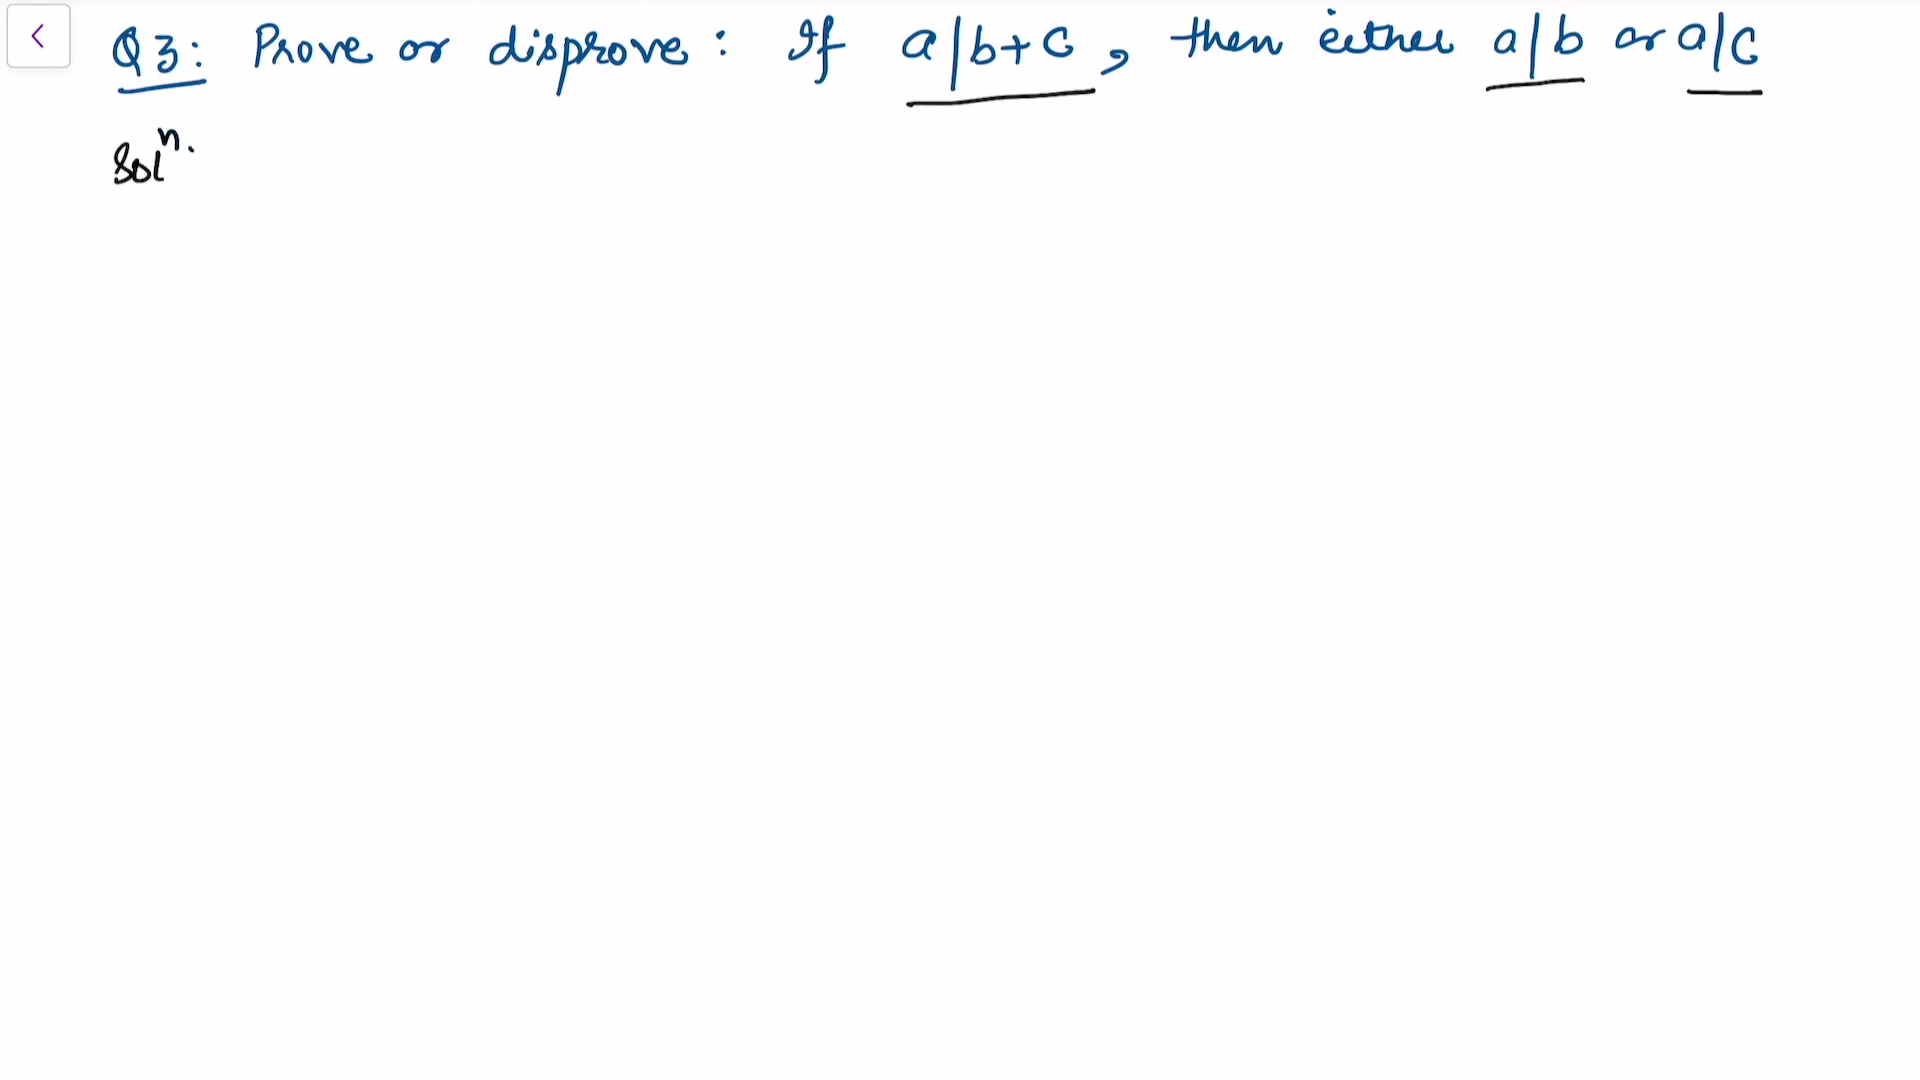 Q3: Prove or disprove: If a|b+c, then either a|b or a|c
Solⁿ.